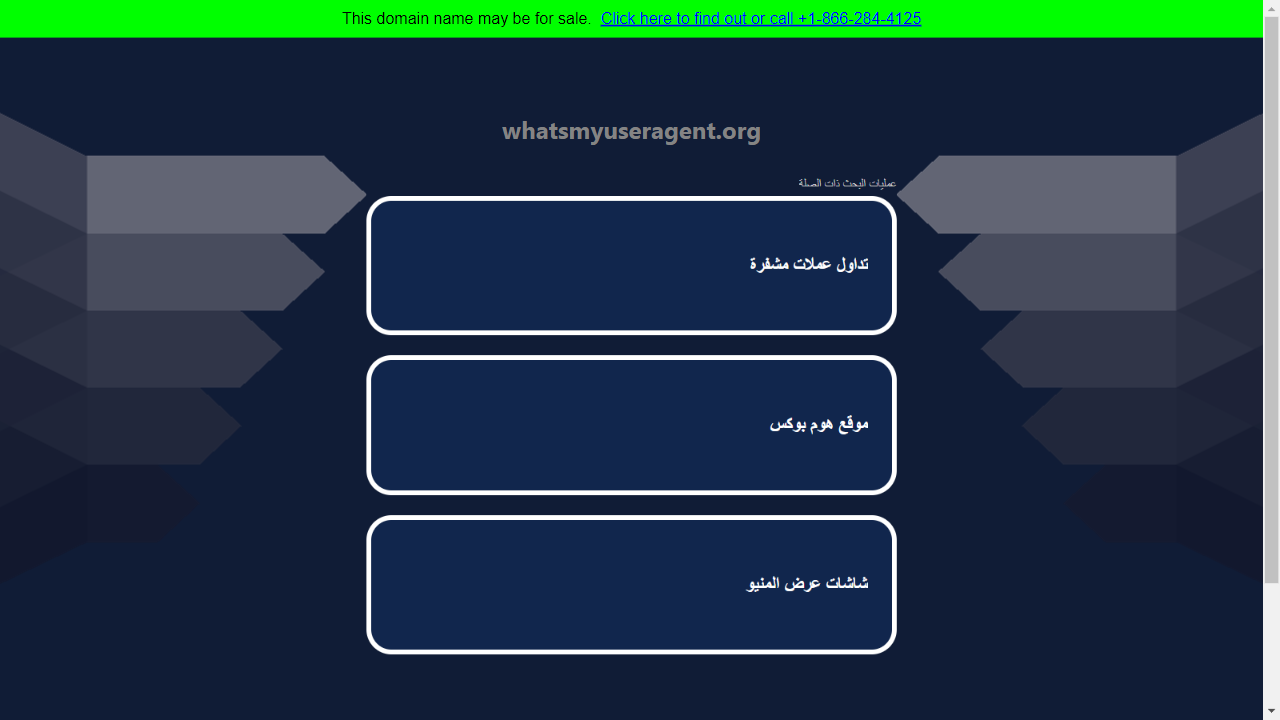 This domain name may be for sale. Click here to find out or call +1-866-284-4125
whatsmyuseragent.org
عمليات البحث ذات الصلة
تداول عملات مشفرة
موقع هوم بوكس
شاشات عرض المنيو